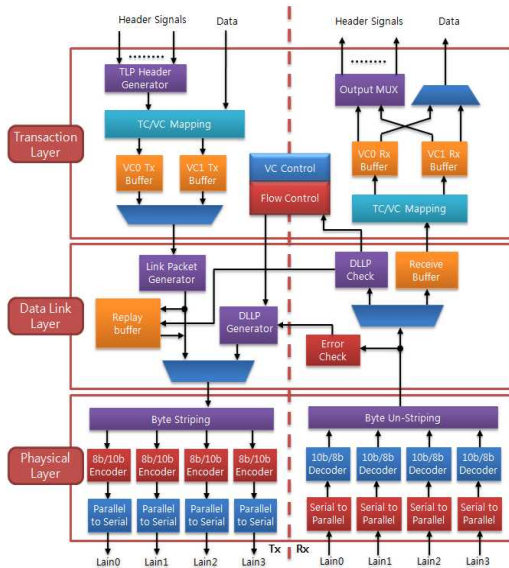 Header Signals
Data
Header Signals
Data
TLP Header
Generator
Output MUX
TC/VC Mapping
Transaction
Layer
VC0 Tx
Buffer
VC1 Tx
Buffer
VC Control
Flow Control
VC0 Rx
Buffer
VC1 Rx
Buffer
TC/VC Mapping
Link Packet
Generator
DLLP
Check
Receive
Buffer
Data Link
Layer
Replay
buffer
DLLP
Generator
Error
Check
Byte Striping
Byte Un-Striping
Phaysical
Layer
8b/10b
Encoder
8b/10b
Encoder
8b/10b
Encoder
8b/10b
Encoder
10b/8b
Decoder
10b/8b
Decoder
10b/8b
Decoder
10b/8b
Decoder
Parallel
to Serial
Parallel
to Serial
Parallel
to Serial
Parallel
to Serial
Serial to
Parallel
Serial to
Parallel
Serial to
Parallel
Serial to
Parallel
Tx
Rx
Lain0
Lain1
Lain2
Lain3
Lain0
Lain1
Lain2
Lain3